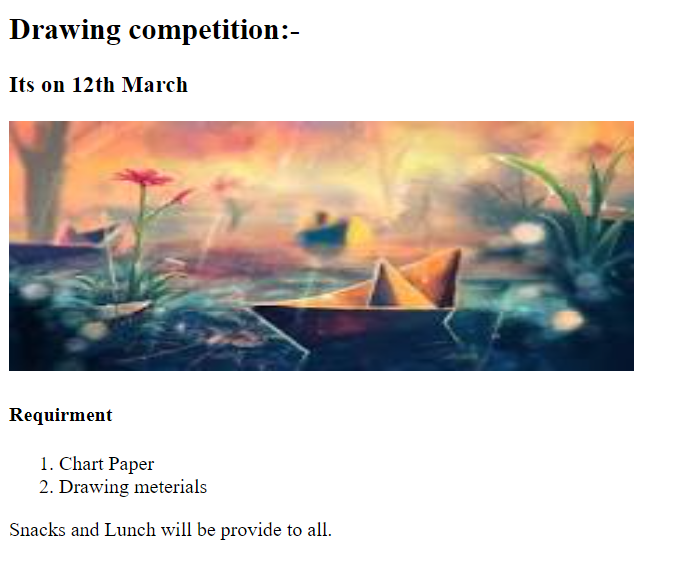 Drawing competition:-
Its on 12th March
Requirment
1. Chart Paper
2. Drawing meterials
Snacks and Lunch will be provide to all.